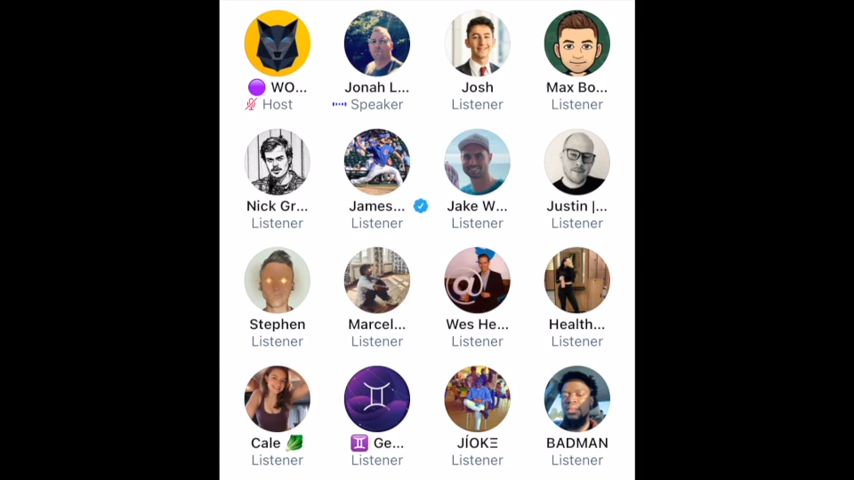 🟣 WO... Jonah L... Josh Max Bo...
Host Speaker Listener Listener
Nick Gr... James... Jake W... Justin |...
Listener Listener Listener Listener
Stephen Marcel... Wes He... Health...
Listener Listener Listener Listener
Cale 🥬 ♊ Ge... JÍOKΞ BADMAN
Listener Listener Listener Listener